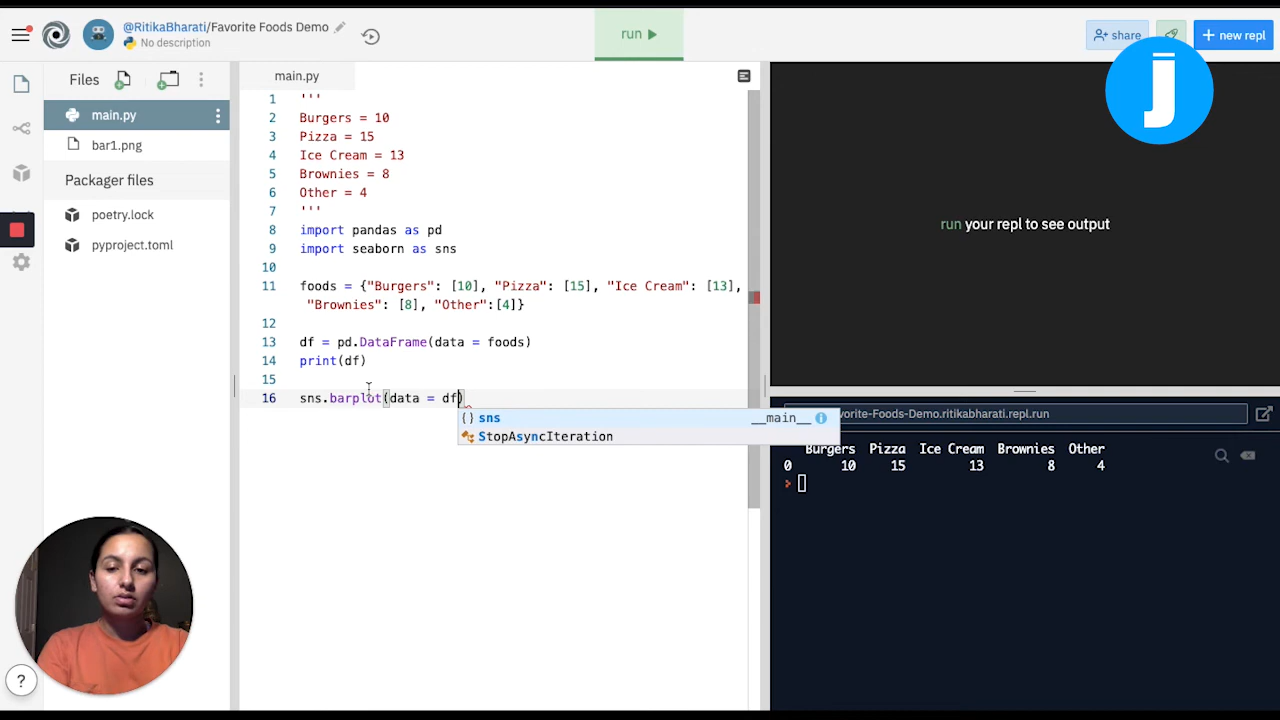 @RitikaBharati/Favorite Foods Demo
No description
run
share
+ new repl
Files
main.py
bar1.png
Packager files
poetry.lock
pyproject.toml
?
main.py
1 '''
2 Burgers = 10
3 Pizza = 15
4 Ice Cream = 13
5 Brownies = 8
6 Other = 4
7 '''
8 import pandas as pd
9 import seaborn as sns
10
11 foods = {"Burgers": [10], "Pizza": [15], "Ice Cream": [13],
"Brownies": [8], "Other":[4]}
12
13 df = pd.DataFrame(data = foods)
14 print(df)
15
16 sns.barplot(data = df)
{} sns __main__
StopAsyncIteration
J
run your repl to see output
vorite-Foods-Demo.ritikabharati.repl.run
Burgers Pizza Ice Cream Brownies Other
0 10 15 13 8 4
>